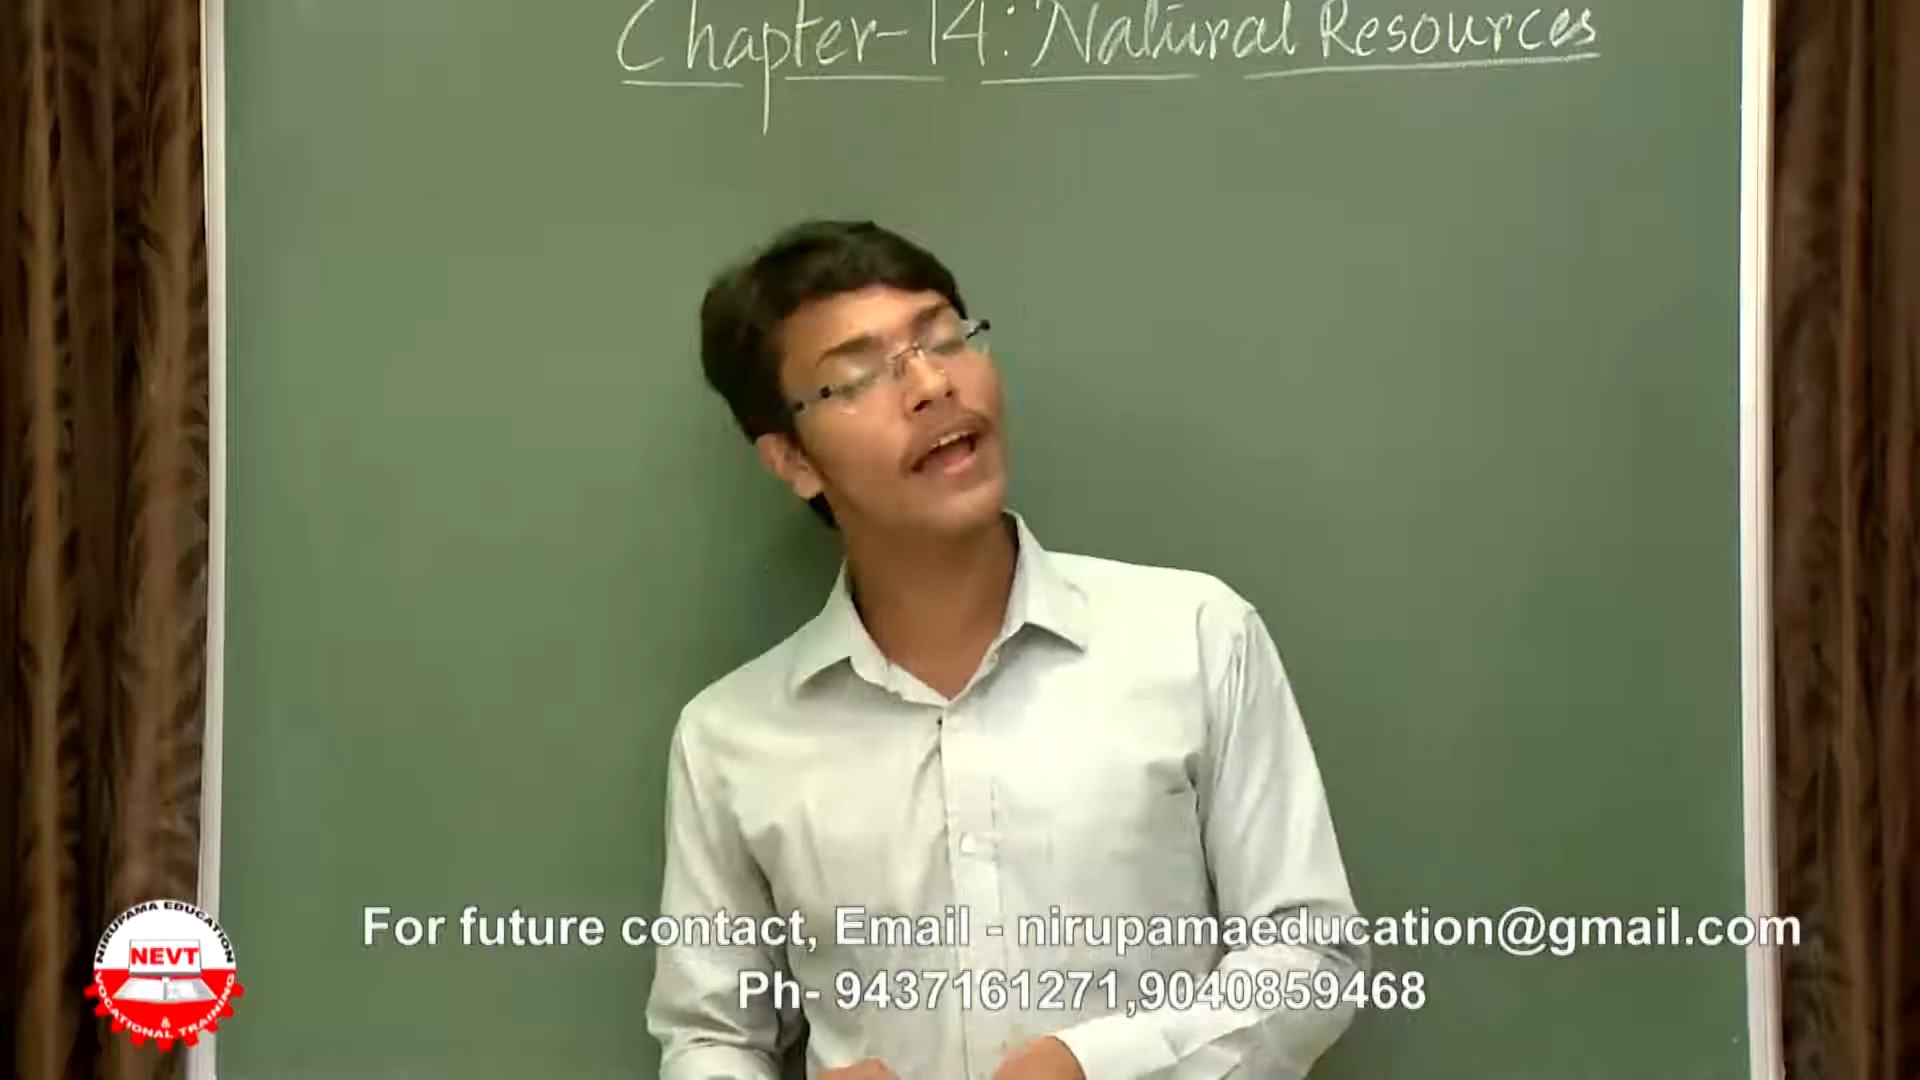 Chapter-14: Natural Resources
For future contact, Email - nirupamaeducation@gmail.com
Ph- 9437161271,9040859468
NIRUPAMA EDUCATION
NEVT
&
VOCATIONAL TRAINING